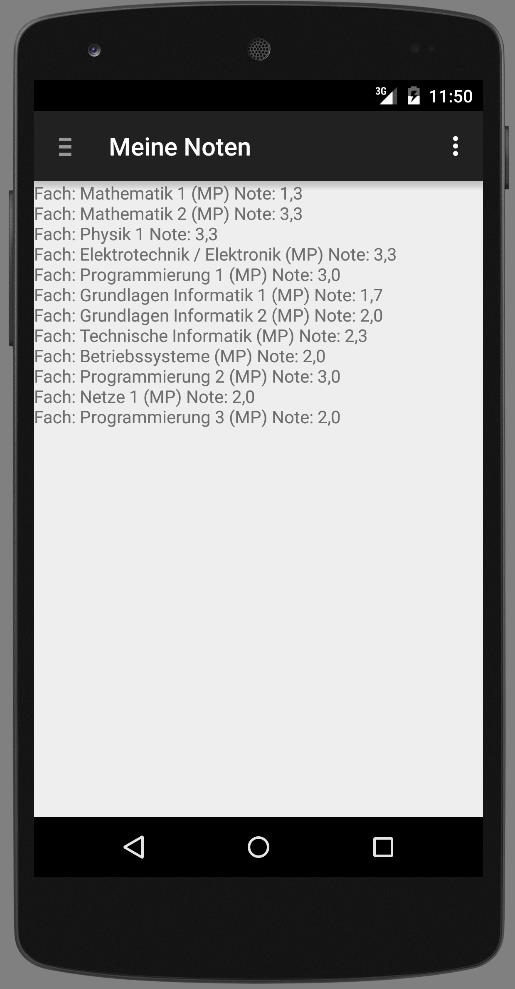 3G 11:50
Meine Noten
Fach: Mathematik 1 (MP) Note: 1,3
Fach: Mathematik 2 (MP) Note: 3,3
Fach: Physik 1 Note: 3,3
Fach: Elektrotechnik / Elektronik (MP) Note: 3,3
Fach: Programmierung 1 (MP) Note: 3,0
Fach: Grundlagen Informatik 1 (MP) Note: 1,7
Fach: Grundlagen Informatik 2 (MP) Note: 2,0
Fach: Technische Informatik (MP) Note: 2,3
Fach: Betriebssysteme (MP) Note: 2,0
Fach: Programmierung 2 (MP) Note: 3,0
Fach: Netze 1 (MP) Note: 2,0
Fach: Programmierung 3 (MP) Note: 2,0